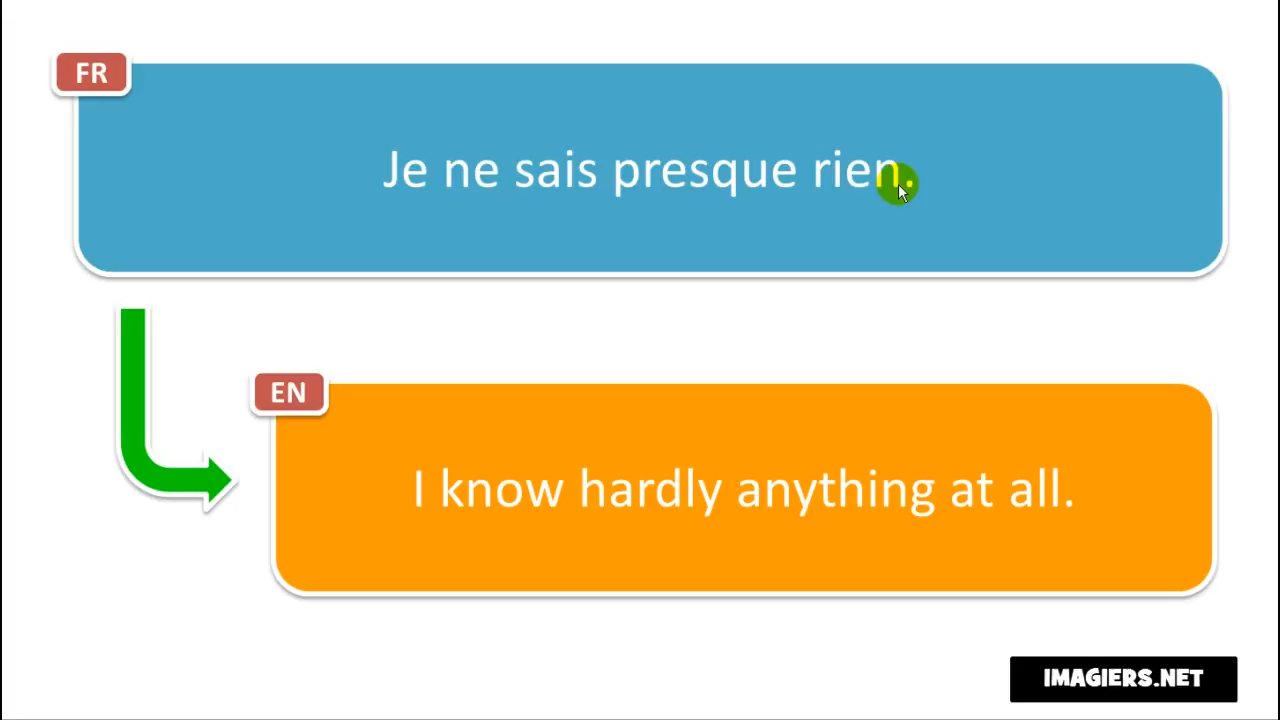 FR
Je ne sais presque rien.
EN
I know hardly anything at all.
IMAGIERS.NET